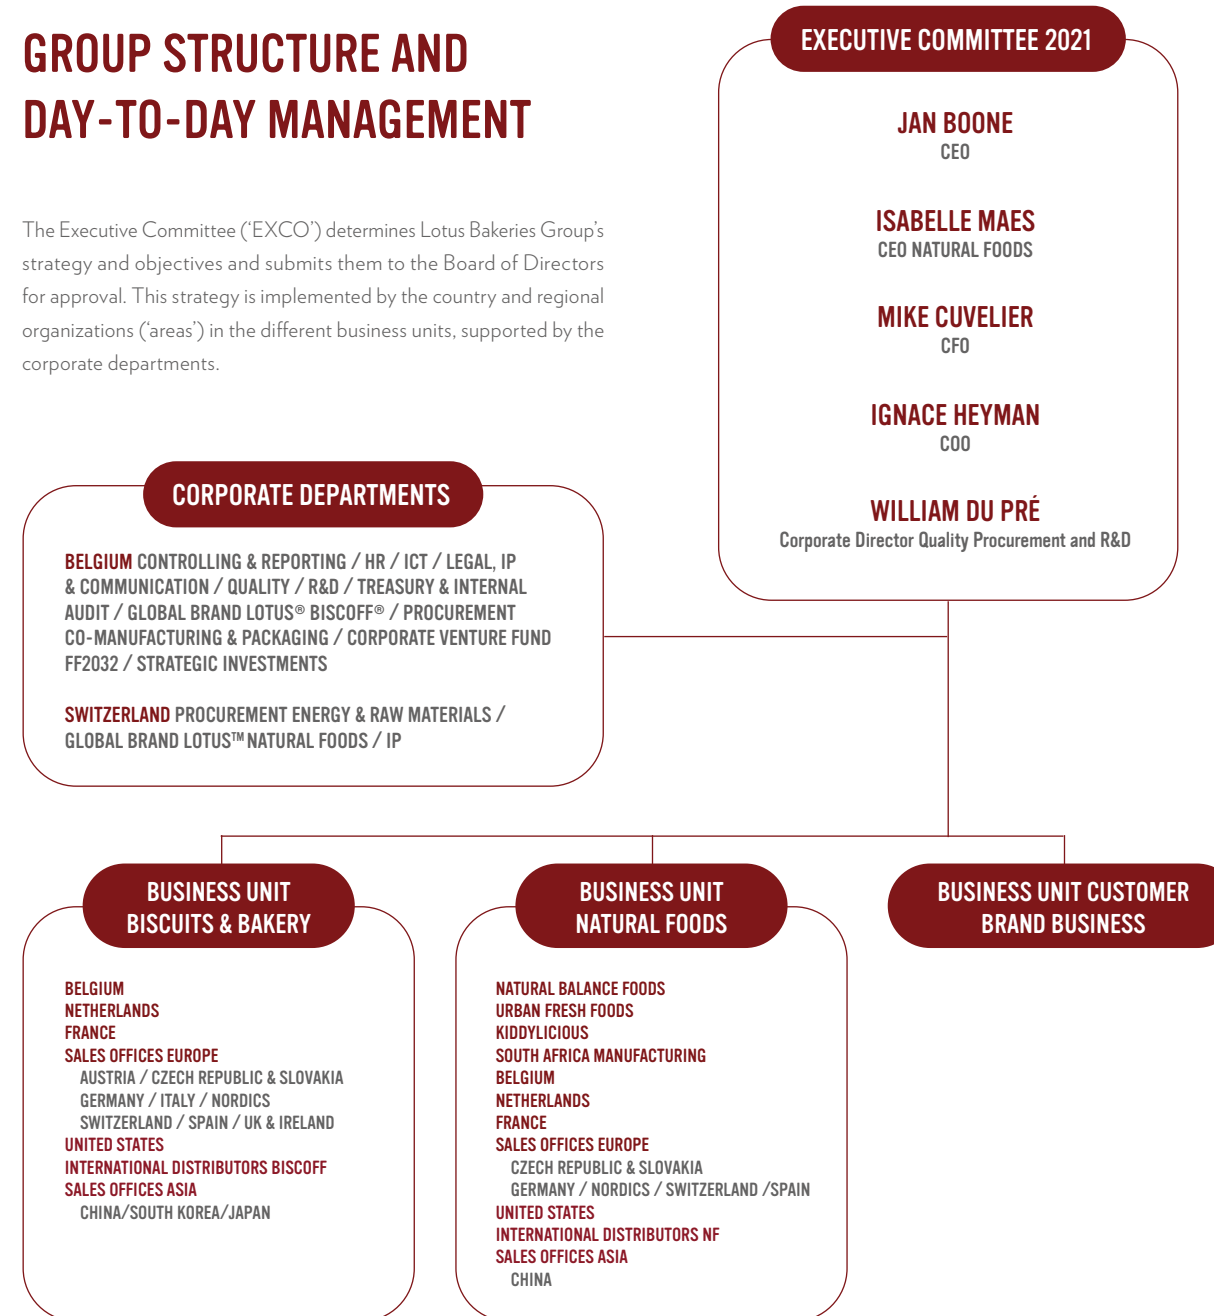 GROUP STRUCTURE AND
DAY-TO-DAY MANAGEMENT
The Executive Committee (‘EXCO’) determines Lotus Bakeries Group’s
strategy and objectives and submits them to the Board of Directors
for approval. This strategy is implemented by the country and regional
organizations (‘areas’) in the different business units, supported by the
corporate departments.
EXECUTIVE COMMITTEE 2021
JAN BOONE
CEO
ISABELLE MAES
CEO NATURAL FOODS
MIKE CUVELIER
CFO
IGNACE HEYMAN
COO
WILLIAM DU PRÉ
Corporate Director Quality Procurement and R&D
CORPORATE DEPARTMENTS
BELGIUM CONTROLLING & REPORTING / HR / ICT / LEGAL, IP
& COMMUNICATION / QUALITY / R&D / TREASURY & INTERNAL
AUDIT / GLOBAL BRAND LOTUS® BISCOFF® / PROCUREMENT
CO-MANUFACTURING & PACKAGING / CORPORATE VENTURE FUND
FF2032 / STRATEGIC INVESTMENTS
SWITZERLAND PROCUREMENT ENERGY & RAW MATERIALS /
GLOBAL BRAND LOTUS™ NATURAL FOODS / IP
BUSINESS UNIT
BISCUITS & BAKERY
BELGIUM
NETHERLANDS
FRANCE
SALES OFFICES EUROPE
AUSTRIA / CZECH REPUBLIC & SLOVAKIA
GERMANY / ITALY / NORDICS
SWITZERLAND / SPAIN / UK & IRELAND
UNITED STATES
INTERNATIONAL DISTRIBUTORS BISCOFF
SALES OFFICES ASIA
CHINA/SOUTH KOREA/JAPAN
BUSINESS UNIT
NATURAL FOODS
NATURAL BALANCE FOODS
URBAN FRESH FOODS
KIDDYLICIOUS
SOUTH AFRICA MANUFACTURING
BELGIUM
NETHERLANDS
FRANCE
SALES OFFICES EUROPE
CZECH REPUBLIC & SLOVAKIA
GERMANY / NORDICS / SWITZERLAND /SPAIN
UNITED STATES
INTERNATIONAL DISTRIBUTORS NF
SALES OFFICES ASIA
CHINA
BUSINESS UNIT CUSTOMER
BRAND BUSINESS